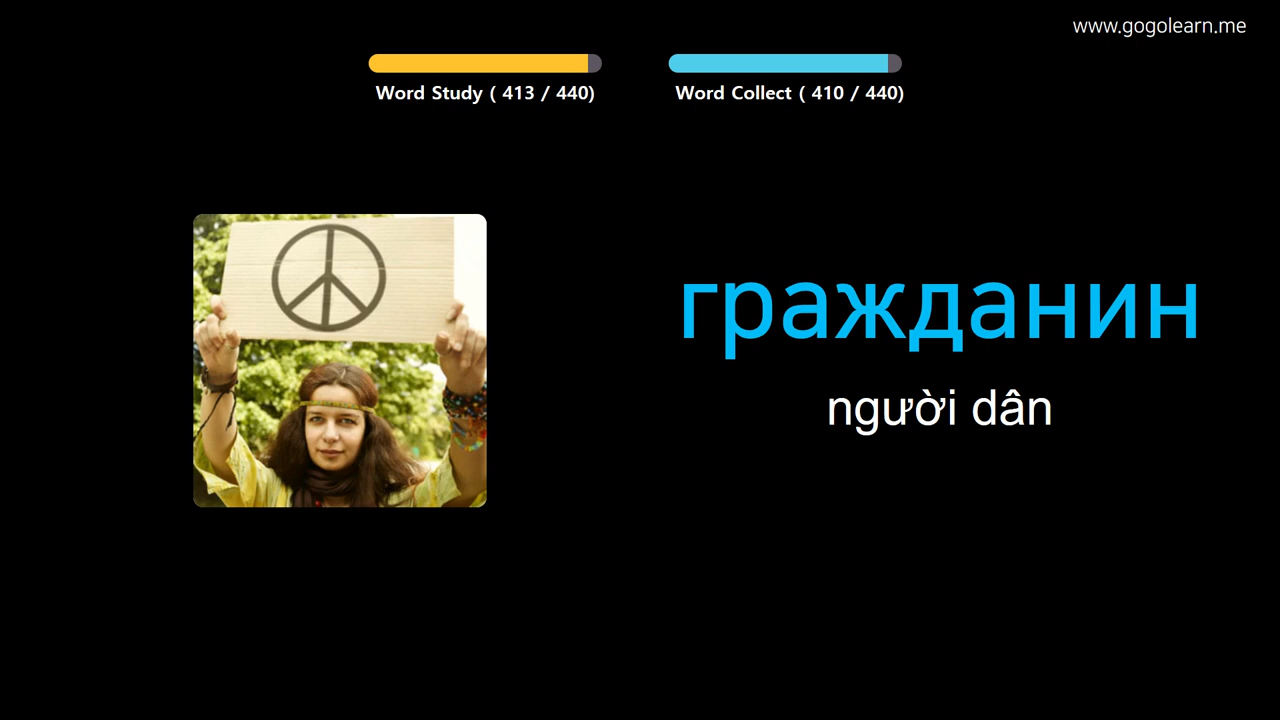 www.gogolearn.me
Word Study ( 413 / 440)
Word Collect ( 410 / 440)
гражданин
người dân